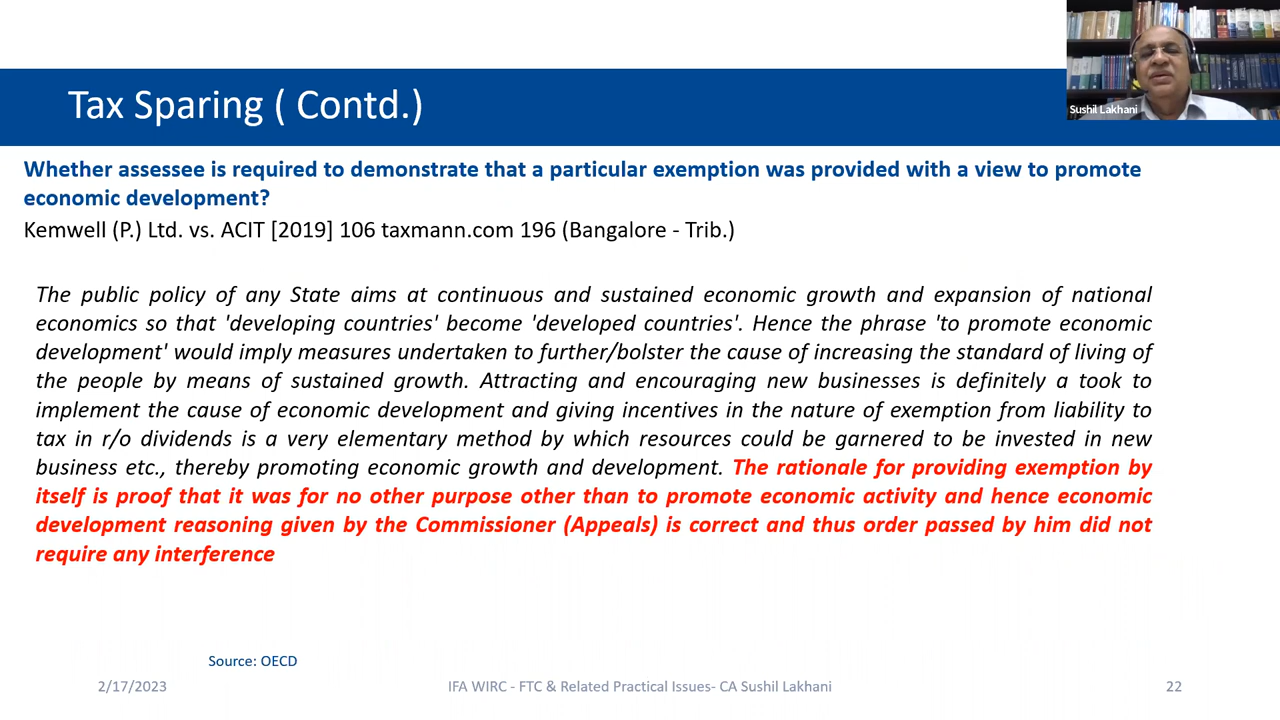 Sushil Lakhani
Tax Sparing ( Contd.)
Whether assessee is required to demonstrate that a particular exemption was provided with a view to promote
economic development?
Kemwell (P.) Ltd. vs. ACIT [2019] 106 taxmann.com 196 (Bangalore - Trib.)
The public policy of any State aims at continuous and sustained economic growth and expansion of national
economics so that 'developing countries' become 'developed countries'. Hence the phrase 'to promote economic
development' would imply measures undertaken to further/bolster the cause of increasing the standard of living of
the people by means of sustained growth. Attracting and encouraging new businesses is definitely a took to
implement the cause of economic development and giving incentives in the nature of exemption from liability to
tax in r/o dividends is a very elementary method by which resources could be garnered to be invested in new
business etc., thereby promoting economic growth and development. The rationale for providing exemption by
itself is proof that it was for no other purpose other than to promote economic activity and hence economic
development reasoning given by the Commissioner (Appeals) is correct and thus order passed by him did not
require any interference
Source: OECD
2/17/2023
IFA WIRC - FTC & Related Practical Issues- CA Sushil Lakhani
22